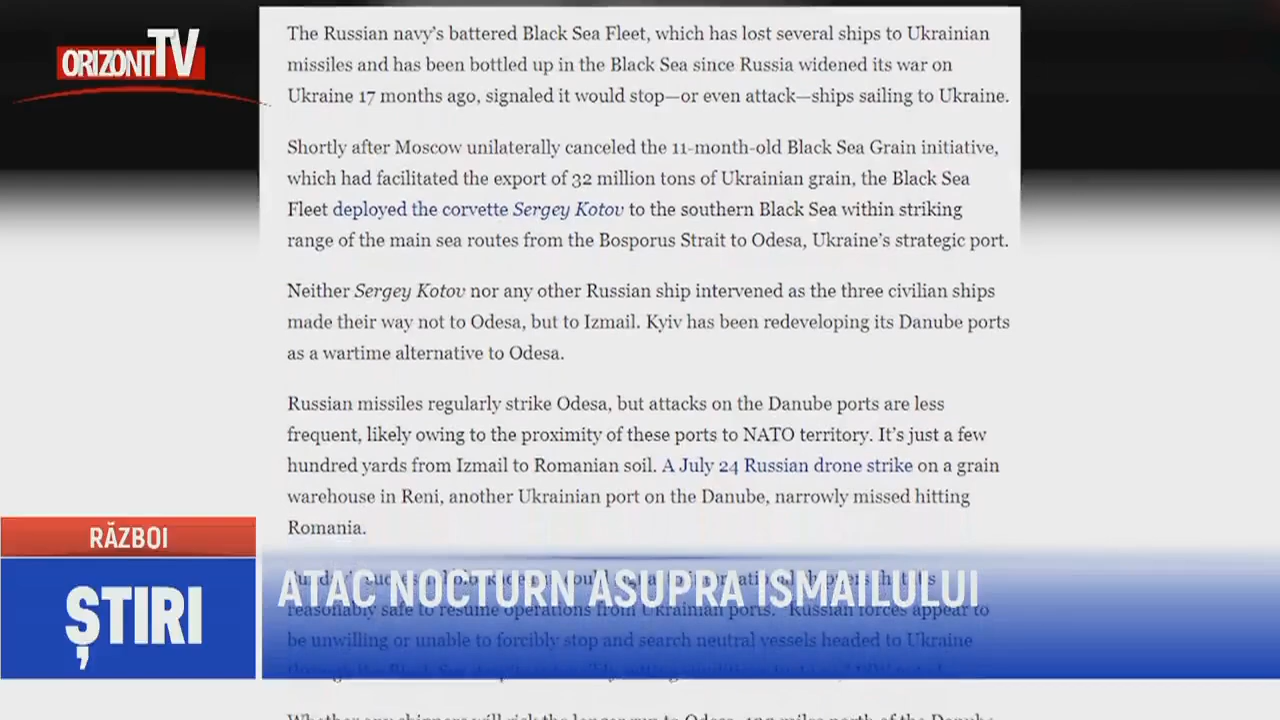 ORIZONTTV
The Russian navy’s battered Black Sea Fleet, which has lost several ships to Ukrainian
missiles and has been bottled up in the Black Sea since Russia widened its war on
Ukraine 17 months ago, signaled it would stop—or even attack—ships sailing to Ukraine.
Shortly after Moscow unilaterally canceled the 11-month-old Black Sea Grain initiative,
which had facilitated the export of 32 million tons of Ukrainian grain, the Black Sea
Fleet deployed the corvette Sergey Kotov to the southern Black Sea within striking
range of the main sea routes from the Bosporus Strait to Odesa, Ukraine’s strategic port.
Neither Sergey Kotov nor any other Russian ship intervened as the three civilian ships
made their way not to Odesa, but to Izmail. Kyiv has been redeveloping its Danube ports
as a wartime alternative to Odesa.
Russian missiles regularly strike Odesa, but attacks on the Danube ports are less
frequent, likely owing to the proximity of these ports to NATO territory. It’s just a few
hundred yards from Izmail to Romanian soil. A July 24 Russian drone strike on a grain
warehouse in Reni, another Ukrainian port on the Danube, narrowly missed hitting
Romania.
reasonably safe to resume operations from Ukrainian ports. “Russian forces appear to
be unwilling or unable to forcibly stop and search neutral vessels headed to Ukraine
RĂZBOI
ȘTIRI
ATAC NOCTURN ASUPRA ISMAILULUI